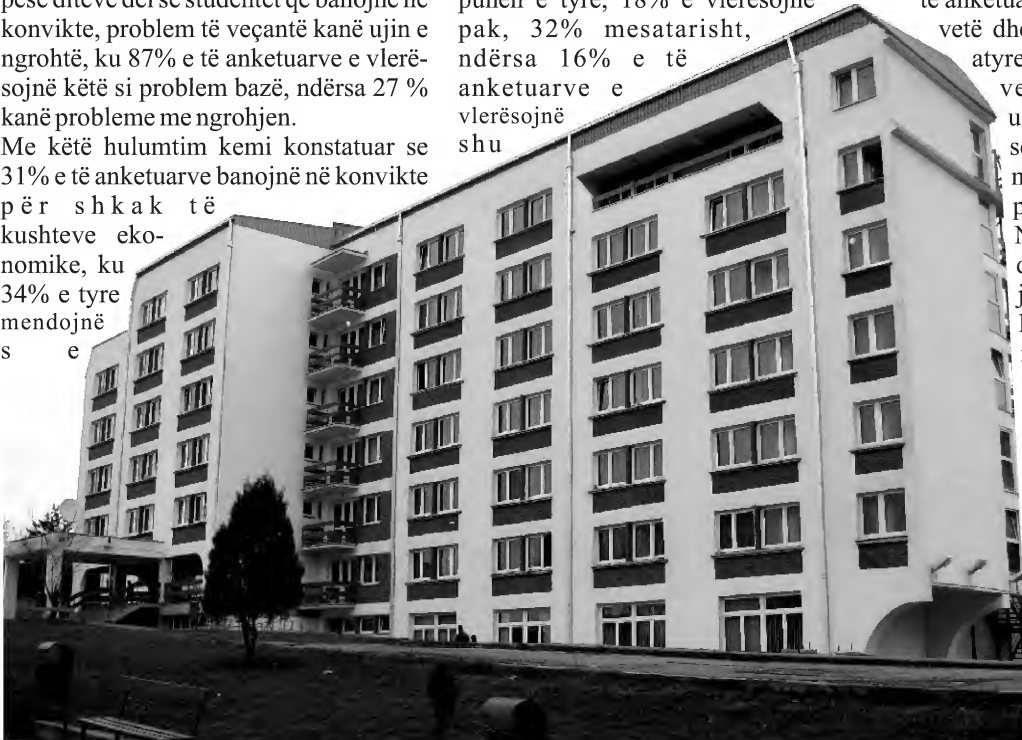 pesë ditëve del se studentët që banojnë në
konvikte, problem të veçantë kanë ujin e
ngrohtë, ku 87% e të anketuarve e vlerë-
sojnë këtë si problem bazë, ndërsa 27 %
kanë probleme me ngrohjen.
Me këtë hulumtim kemi konstatuar se
31% e të anketuarve banojnë në konvikte
për shkak të
kushteve eko-
nomike, ku
34% e tyre
mendojnë
s e
e tyre, 18% e vlerësojnë
pak, 32% mesatarisht,
ndërsa 16% e të
anketuarve e
vlerësojnë
shu
të anketua
vetë dhe
atyre
ve
u